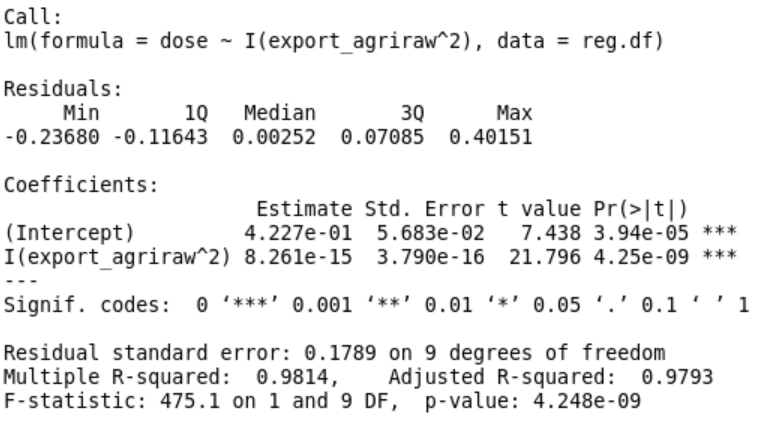 Call:
lm(formula = dose ~ I(export_agriraw^2), data = reg.df)
Residuals:
     Min       1Q   Median       3Q      Max
-0.23680 -0.11643  0.00252  0.07085  0.40151
Coefficients:
                     Estimate Std. Error t value Pr(>|t|)
(Intercept)         4.227e-01  5.683e-02   7.438 3.94e-05 ***
I(export_agriraw^2) 8.261e-15  3.790e-16  21.796 4.25e-09 ***
---
Signif. codes:  0 ‘***’ 0.001 ‘**’ 0.01 ‘*’ 0.05 ‘.’ 0.1 ‘ ’ 1
Residual standard error: 0.1789 on 9 degrees of freedom
Multiple R-squared:  0.9814,    Adjusted R-squared:  0.9793
F-statistic: 475.1 on 1 and 9 DF,  p-value: 4.248e-09